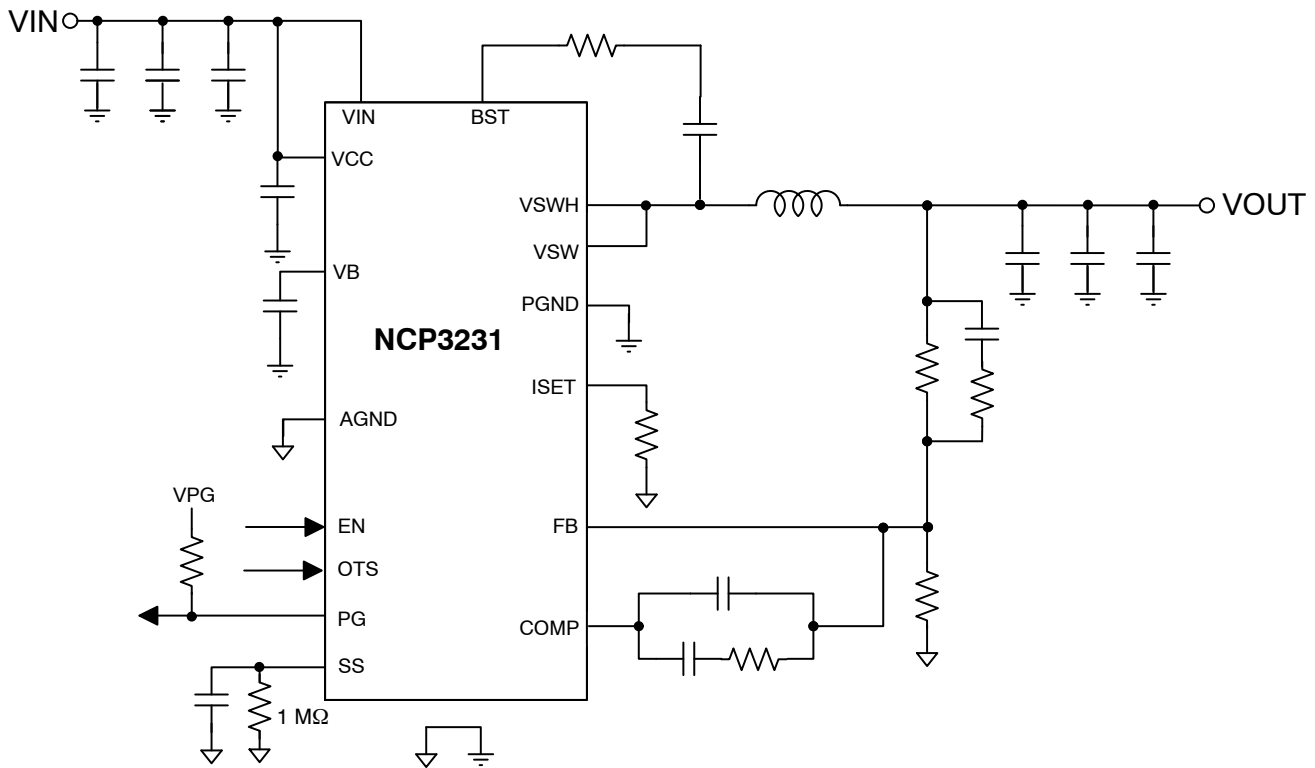 VIN
VIN
BST
VCC
VSWH
VOUT
VSW
VB
PGND
NCP3231
ISET
AGND
VPG
EN
FB
OTS
PG
COMP
SS
1 MΩ